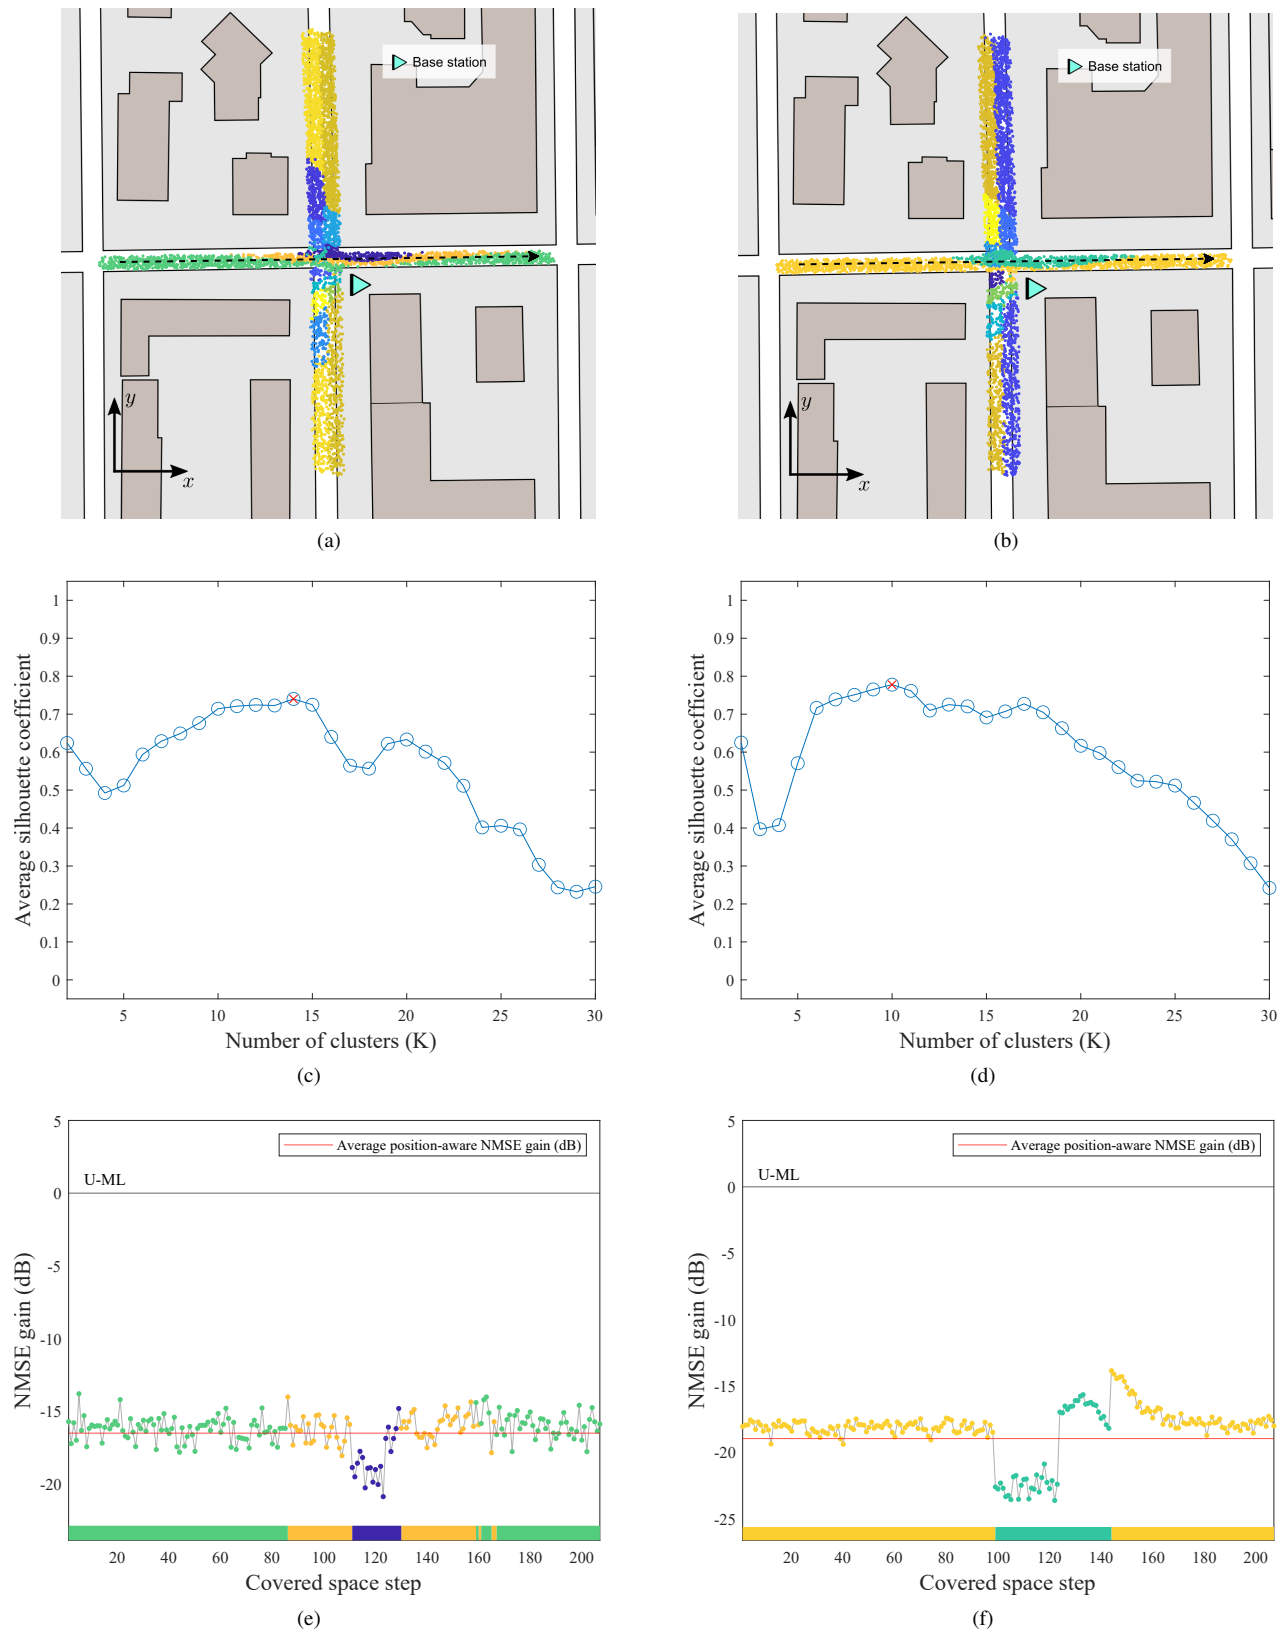 Base station
y
x
(a)
Base station
y
x
(b)
1
0.9
0.8
0.7
0.6
0.5
0.4
0.3
0.2
0.1
0
Average silhouette coefficient
5 10 15 20 25 30
Number of clusters (K)
(c)
1
0.9
0.8
0.7
0.6
0.5
0.4
0.3
0.2
0.1
0
Average silhouette coefficient
5 10 15 20 25 30
Number of clusters (K)
(d)
5
0
-5
-10
-15
-20
NMSE gain (dB)
Average position-aware NMSE gain (dB)
U-ML
20 40 60 80 100 120 140 160 180 200
Covered space step
(e)
5
0
-5
-10
-15
-20
-25
NMSE gain (dB)
Average position-aware NMSE gain (dB)
U-ML
20 40 60 80 100 120 140 160 180 200
Covered space step
(f)